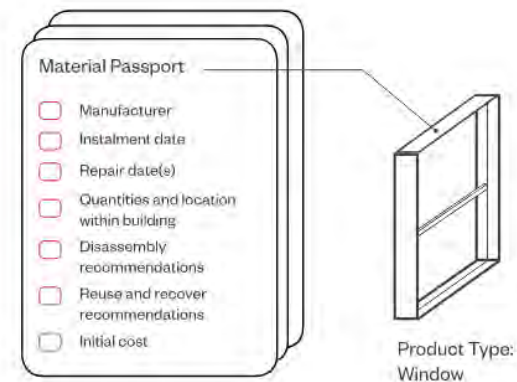 Material Passport
Manufacturer
Instalment date
Repair date(s)
Quantities and location
within building
Disassembly
recommendations
Reuse and recover
recommendations
Initial cost
Product Type:
Window